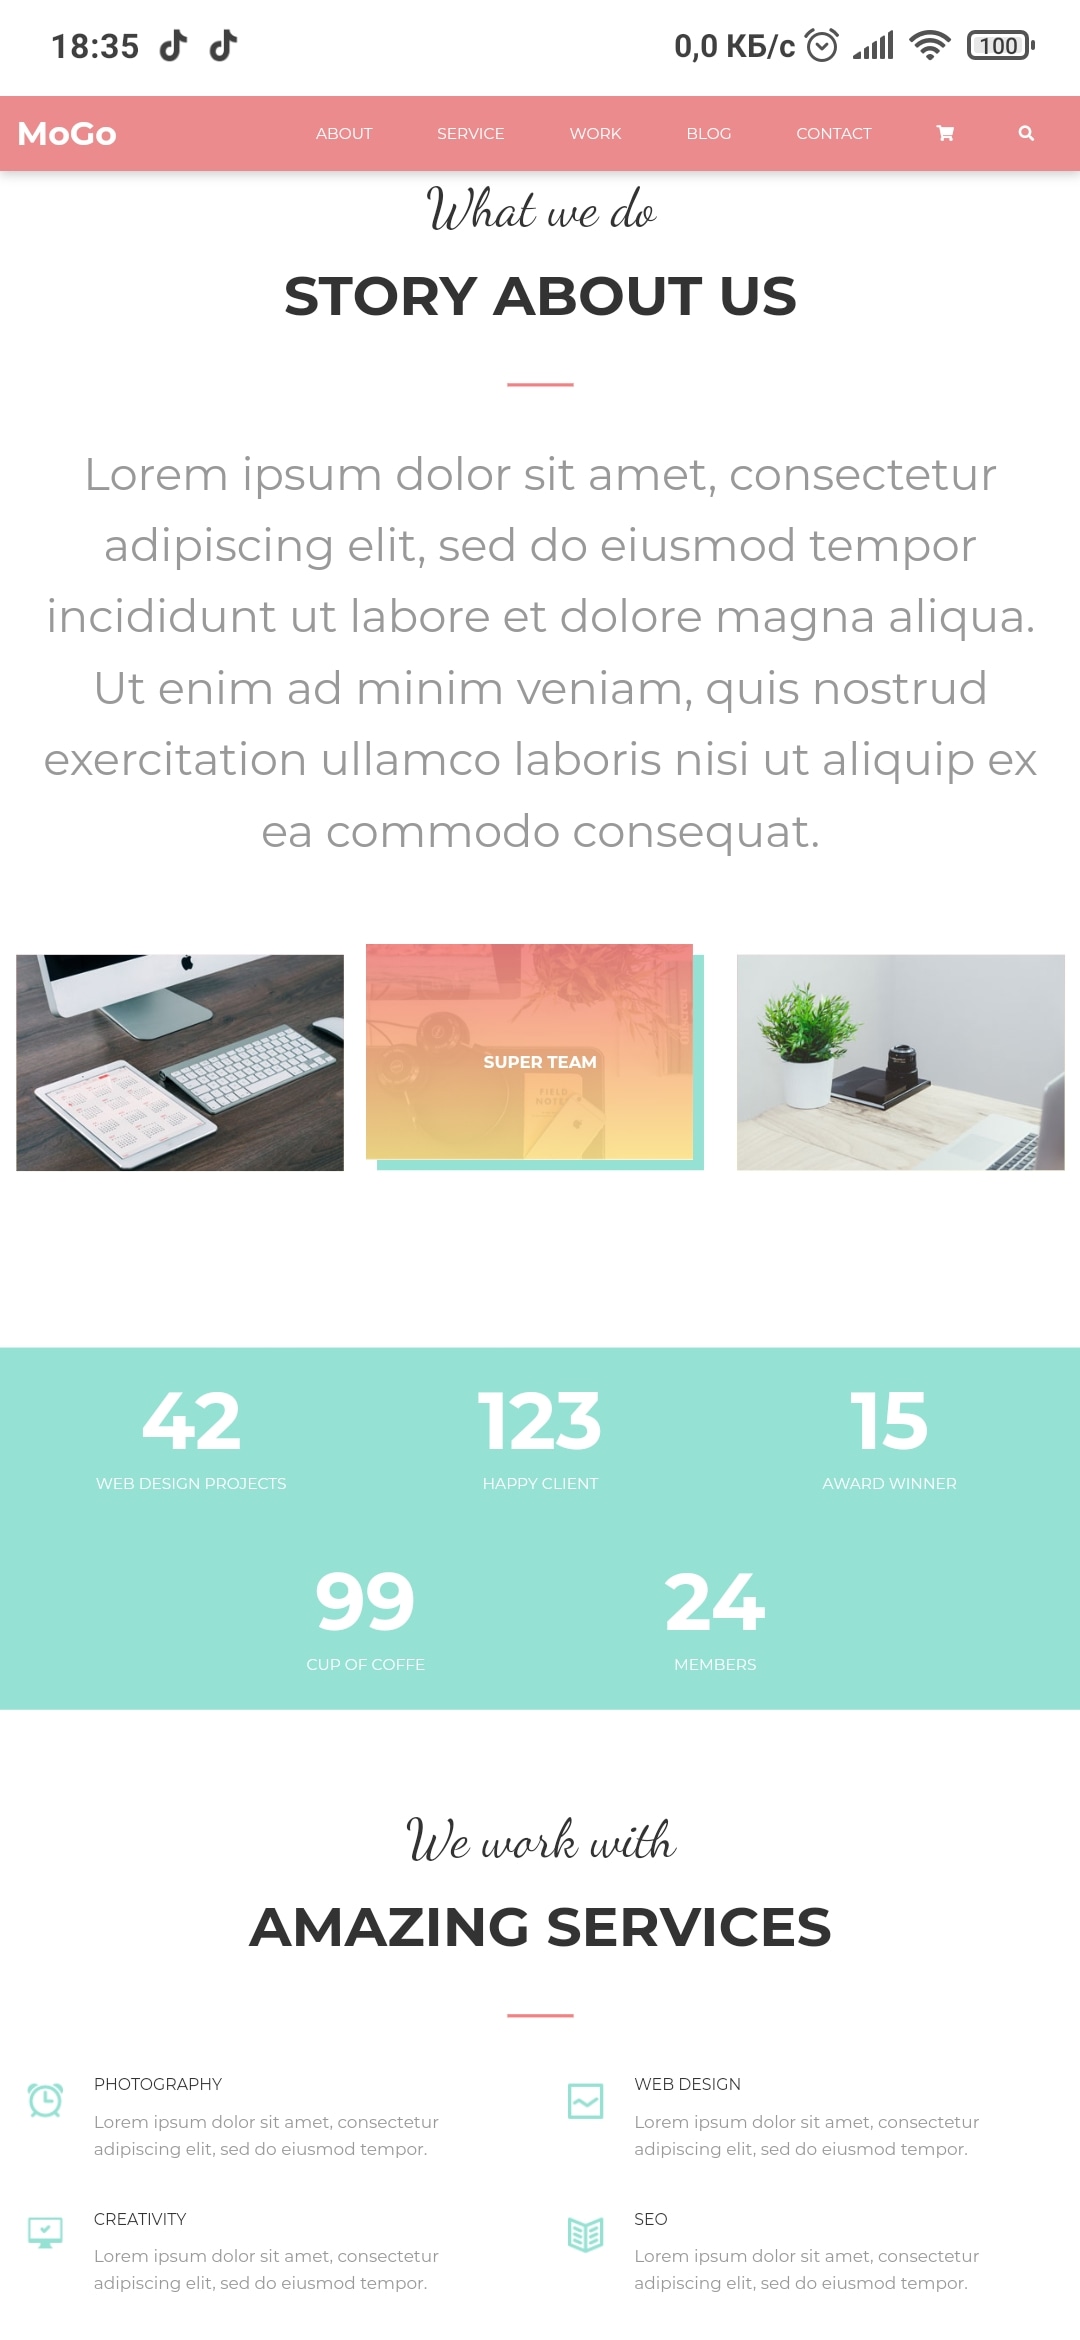 18:35 0,0 КБ/с 100
MoGo ABOUT SERVICE WORK BLOG CONTACT
What we do
STORY ABOUT US
Lorem ipsum dolor sit amet, consectetur
adipiscing elit, sed do eiusmod tempor
incididunt ut labore et dolore magna aliqua.
Ut enim ad minim veniam, quis nostrud
exercitation ullamco laboris nisi ut aliquip ex
ea commodo consequat.
SUPER TEAM
FIELD
NOTES
42 123 15
WEB DESIGN PROJECTS HAPPY CLIENT AWARD WINNER
99 24
CUP OF COFFE MEMBERS
We work with
AMAZING SERVICES
PHOTOGRAPHY
Lorem ipsum dolor sit amet, consectetur
adipiscing elit, sed do eiusmod tempor.
WEB DESIGN
Lorem ipsum dolor sit amet, consectetur
adipiscing elit, sed do eiusmod tempor.
CREATIVITY
Lorem ipsum dolor sit amet, consectetur
adipiscing elit, sed do eiusmod tempor.
SEO
Lorem ipsum dolor sit amet, consectetur
adipiscing elit, sed do eiusmod tempor.